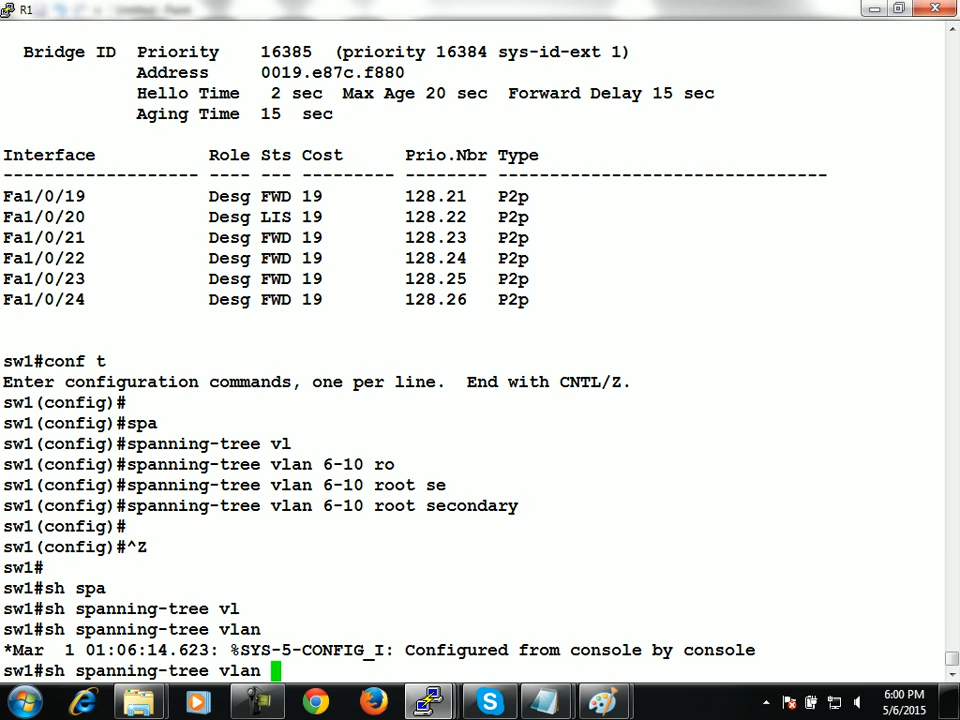 R1
  Bridge ID  Priority    16385  (priority 16384 sys-id-ext 1)
             Address     0019.e87c.f880
             Hello Time   2 sec  Max Age 20 sec  Forward Delay 15 sec
             Aging Time  15  sec
Interface           Role Sts Cost      Prio.Nbr Type
------------------- ---- --- --------- -------- --------------------------------
Fa1/0/19            Desg FWD 19        128.21   P2p
Fa1/0/20            Desg LIS 19        128.22   P2p
Fa1/0/21            Desg FWD 19        128.23   P2p
Fa1/0/22            Desg FWD 19        128.24   P2p
Fa1/0/23            Desg FWD 19        128.25   P2p
Fa1/0/24            Desg FWD 19        128.26   P2p
sw1#conf t
Enter configuration commands, one per line.  End with CNTL/Z.
sw1(config)#
sw1(config)#spa
sw1(config)#spanning-tree vl
sw1(config)#spanning-tree vlan 6-10 ro
sw1(config)#spanning-tree vlan 6-10 root se
sw1(config)#spanning-tree vlan 6-10 root secondary
sw1(config)#
sw1(config)#^Z
sw1#
sw1#sh spa
sw1#sh spanning-tree vl
sw1#sh spanning-tree vlan
*Mar  1 01:06:14.623: %SYS-5-CONFIG_I: Configured from console by console
sw1#sh spanning-tree vlan
6:00 PM
5/6/2015